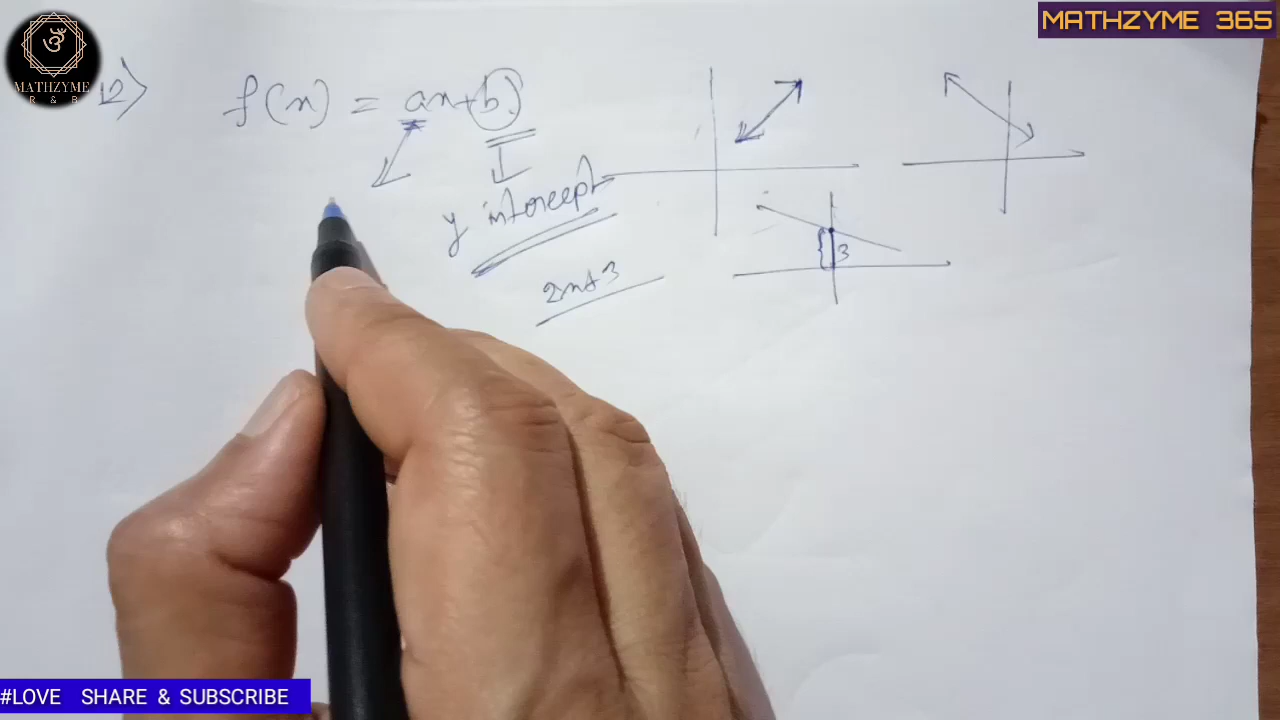 MATHZYME 365
ॐ
MATHZYME
R & B
12) f(x) = ax+b
y intercept
2x+3
3
#LOVE SHARE & SUBSCRIBE